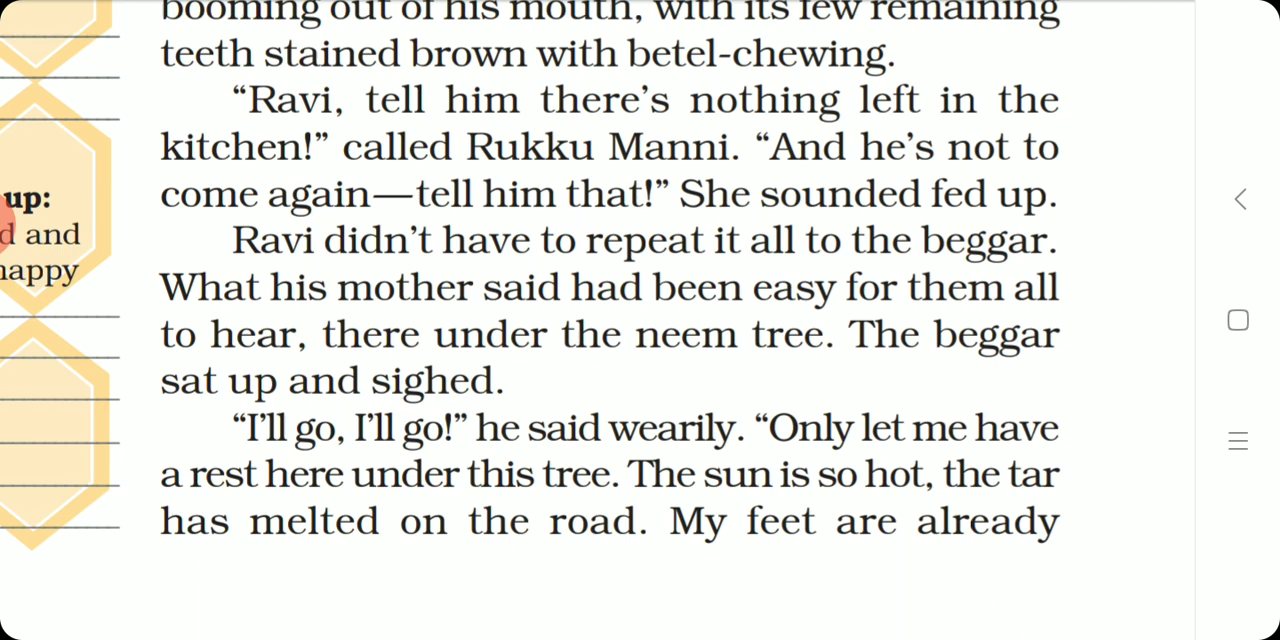 booming out of his mouth, with its few remaining
teeth stained brown with betel-chewing.
“Ravi, tell him there’s nothing left in the
kitchen!” called Rukku Manni. “And he’s not to
come again—tell him that!” She sounded fed up.
Ravi didn’t have to repeat it all to the beggar.
What his mother said had been easy for them all
to hear, there under the neem tree. The beggar
sat up and sighed.
“I’ll go, I’ll go!” he said wearily. “Only let me have
a rest here under this tree. The sun is so hot, the tar
has melted on the road. My feet are already
up:
and